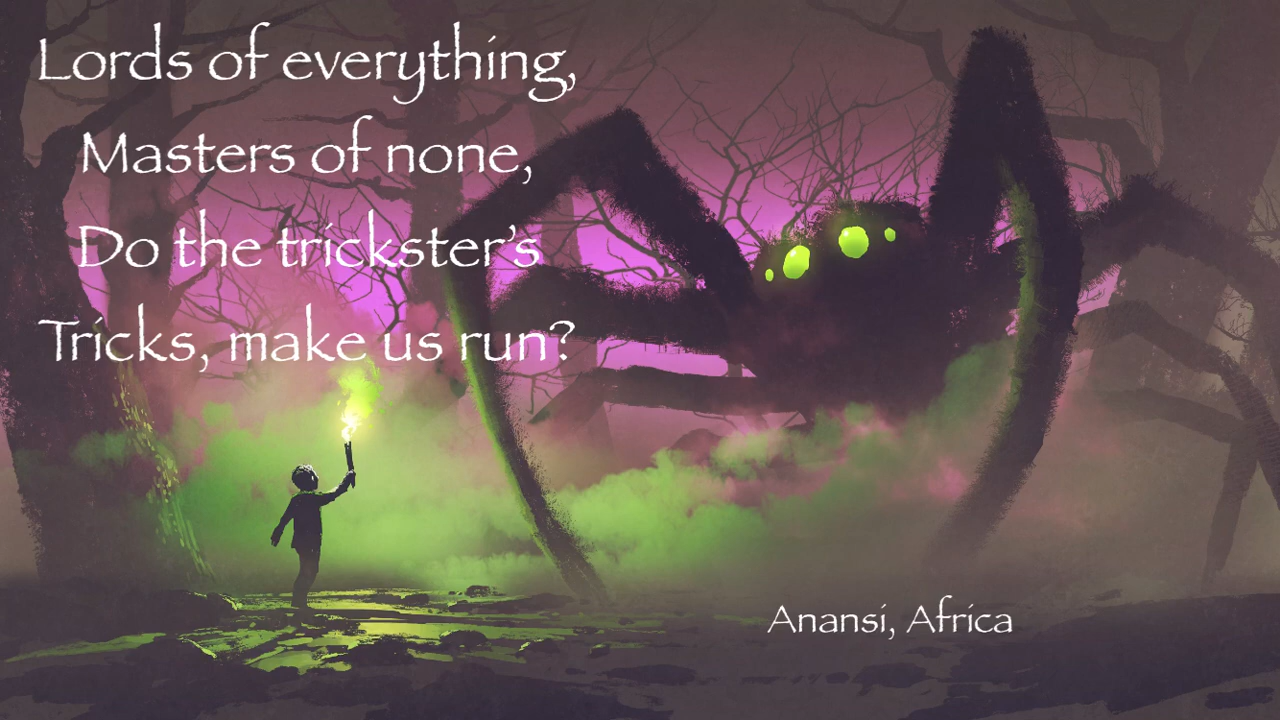 Lords of everything,
Masters of none,
Do the trickster’s
Tricks, make us run?
Anansi, Africa